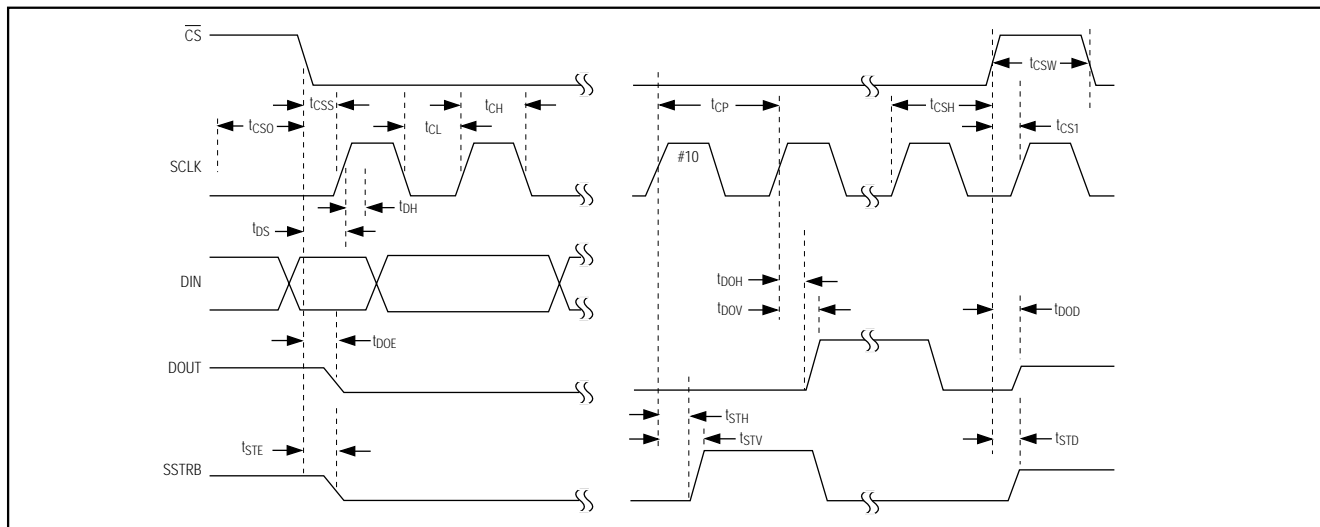 CS
tCSS
tCH
tCP
tCSH
tCSW
tCSO
tCL
tCS1
SCLK
#10
tDH
tDS
DIN
tDOH
tDOV
tDOD
tDOE
DOUT
tSTH
tSTV
tSTE
tSTD
SSTRB